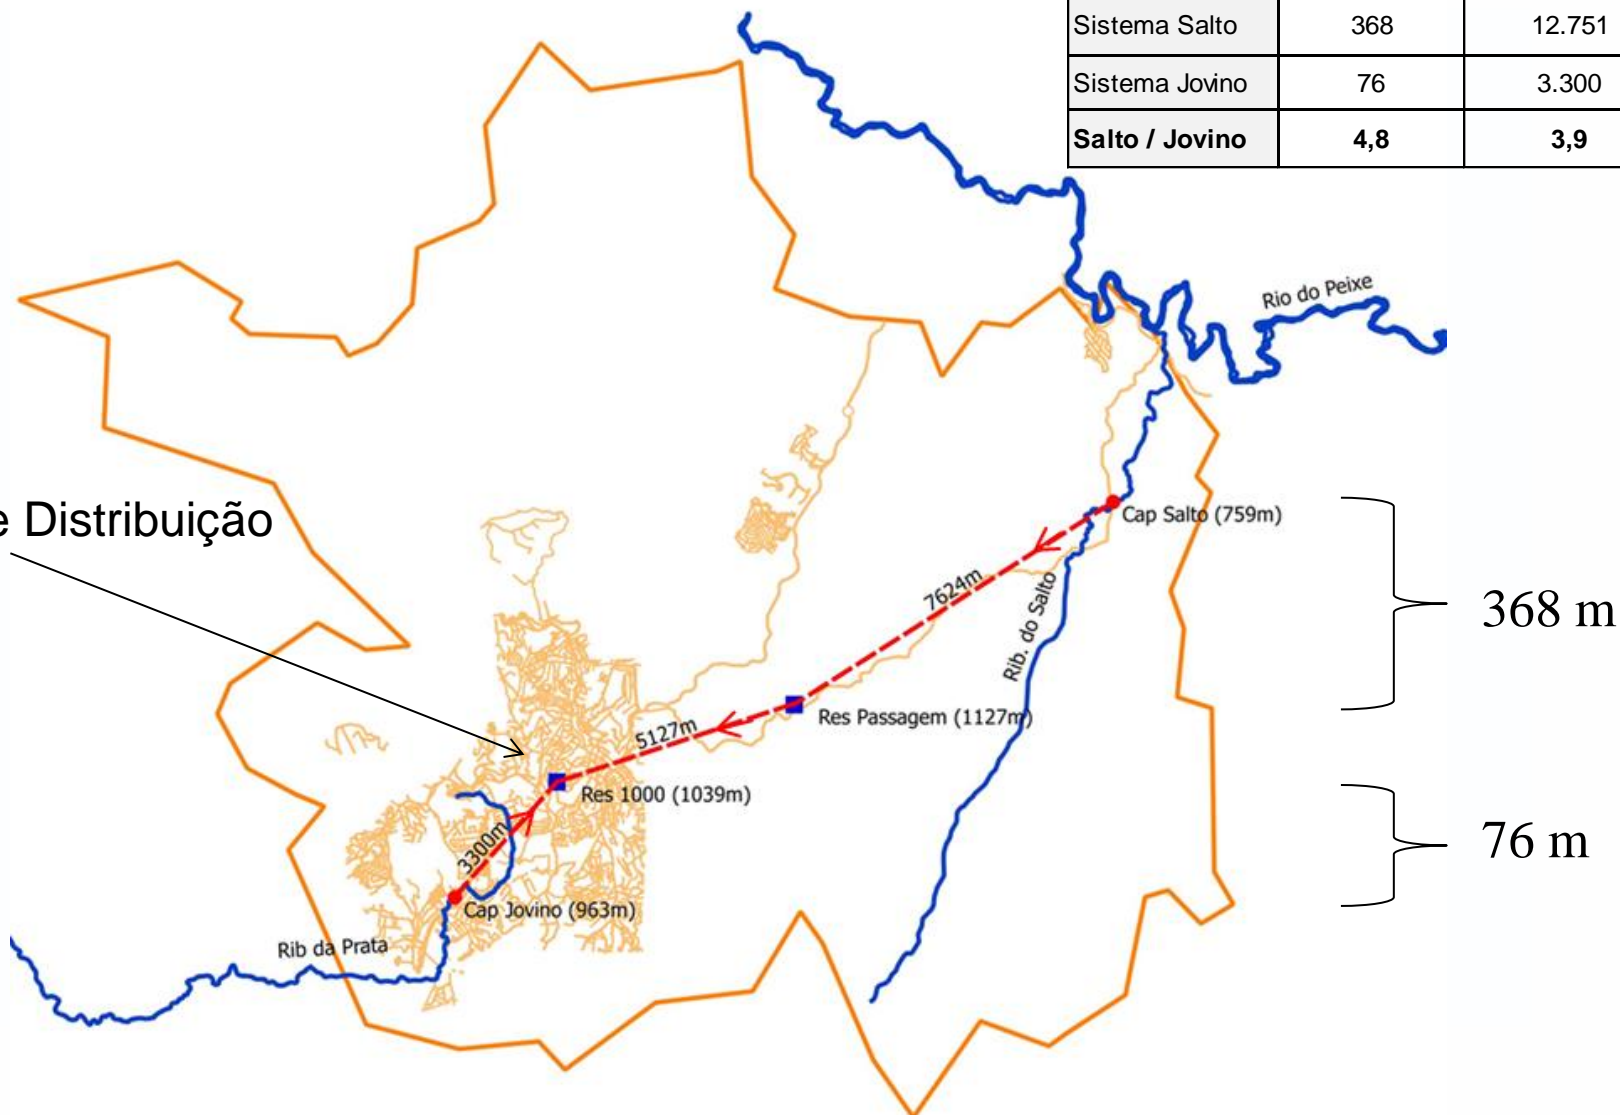 Sistema Salto 368 12.751
Sistema Jovino 76 3.300
Salto / Jovino 4,8 3,9
Rio do Peixe
e Distribuição
Cap Salto (759m)
7624m
Rib. do Salto
368 m
Res Passagem (1127m)
5127m
Res 1000 (1039m)
3300m
76 m
Cap Jovino (963m)
Rib da Prata